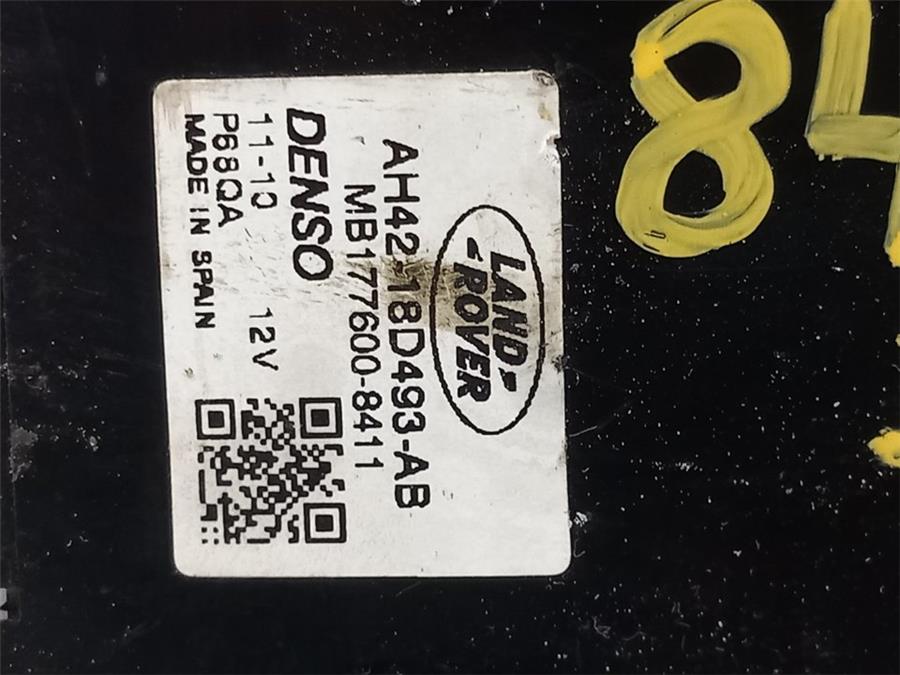 LAND-
-ROVER
AH42-18D493-AB
MB177600-8411
DENSO
11-10 12V
P68QA
MADE IN SPAIN
84